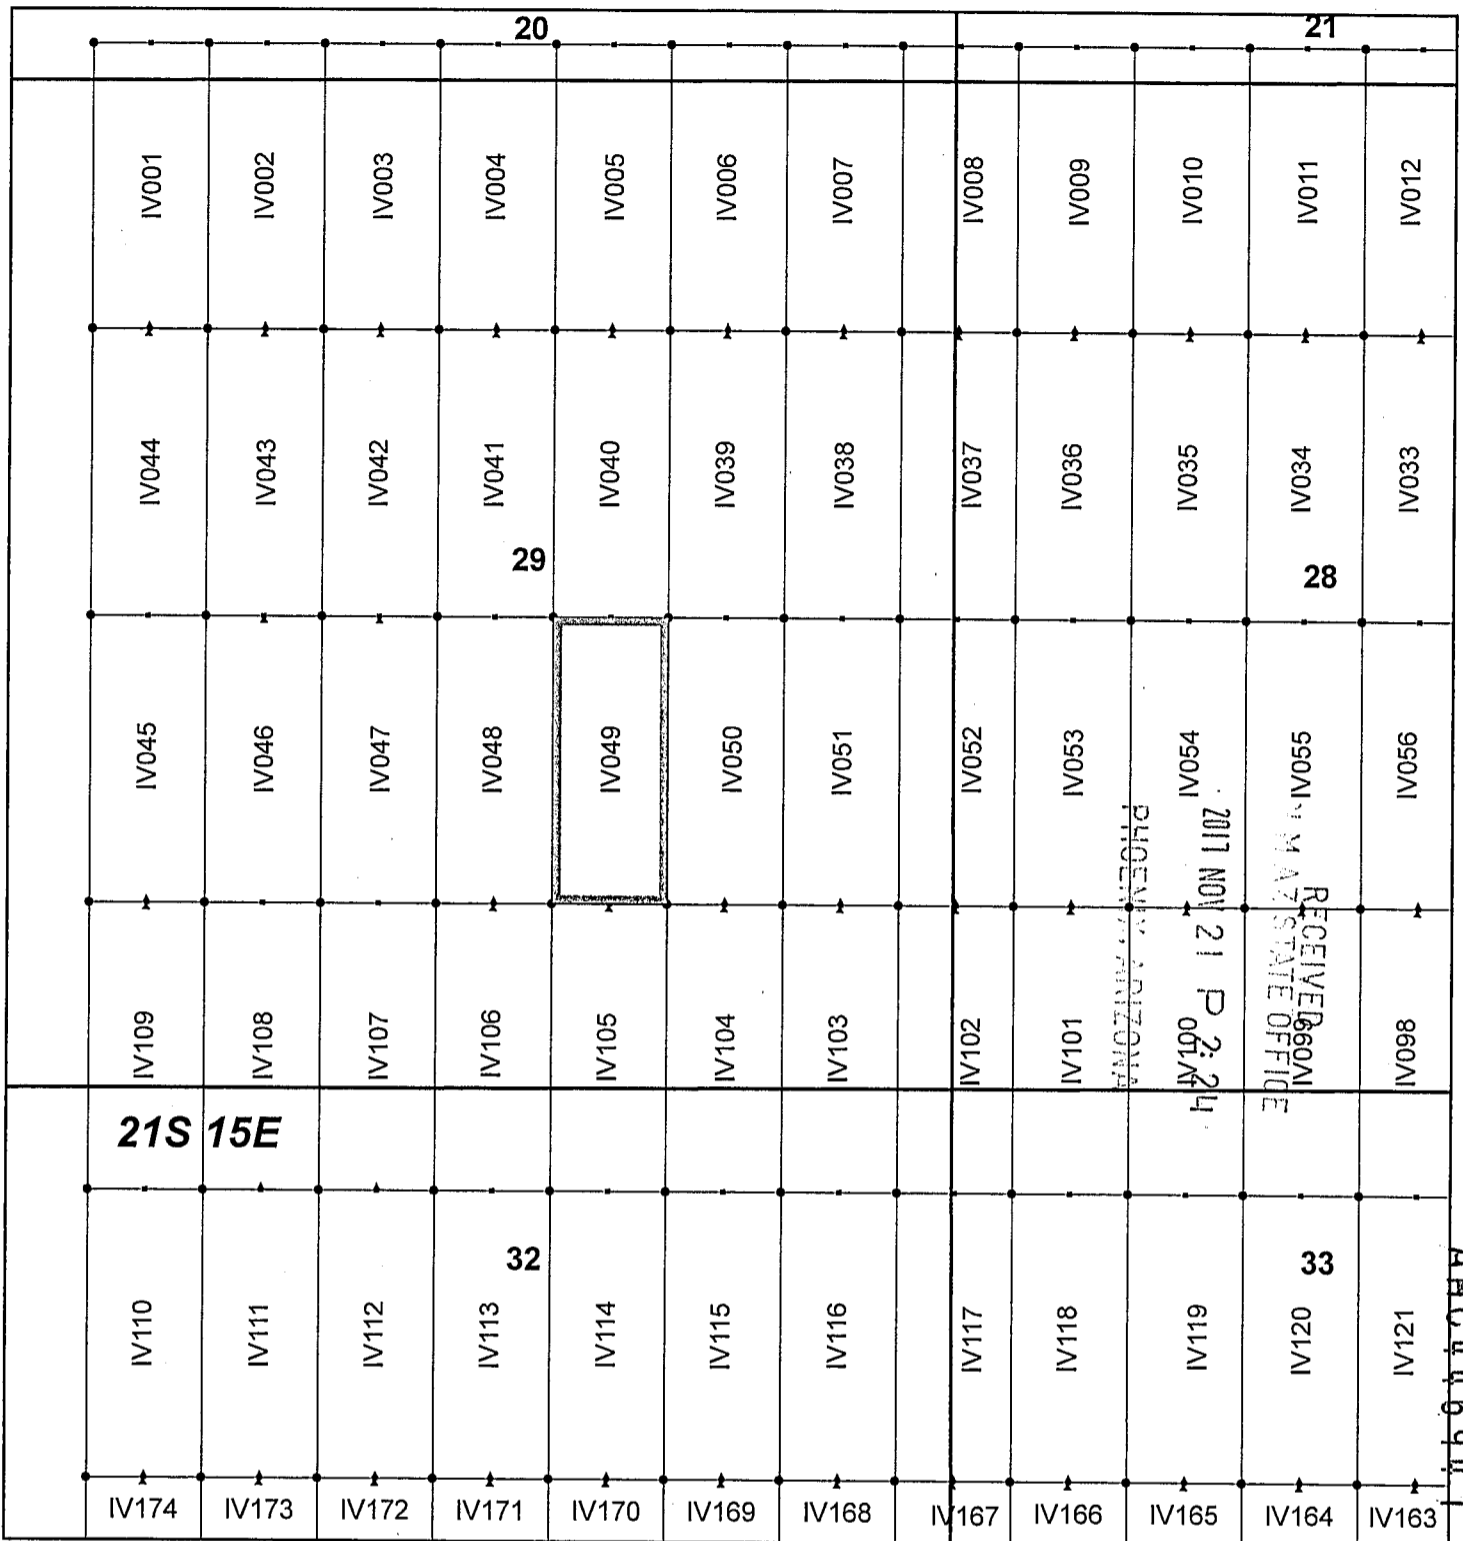 20 21
IV001 IV002 IV003 IV004 IV005 IV006 IV007 IV008 IV009 IV010 IV011 IV012
IV044 IV043 IV042 IV041 IV040 IV039 IV038 IV037 IV036 IV035 IV034 IV033
29 28
IV045 IV046 IV047 IV048 IV049 IV050 IV051 IV052 IV053 IV054 IV055 IV056
RECEIVED
AZ STATE OFFICE
2017 NOV 21 P 2:24
PHOENIX, ARIZONA
IV109 IV108 IV107 IV106 IV105 IV104 IV103 IV102 IV101 IV100 IV099 IV098
21S 15E
32 33
IV110 IV111 IV112 IV113 IV114 IV115 IV116 IV117 IV118 IV119 IV120 IV121
IV174 IV173 IV172 IV171 IV170 IV169 IV168 IV167 IV166 IV165 IV164 IV163